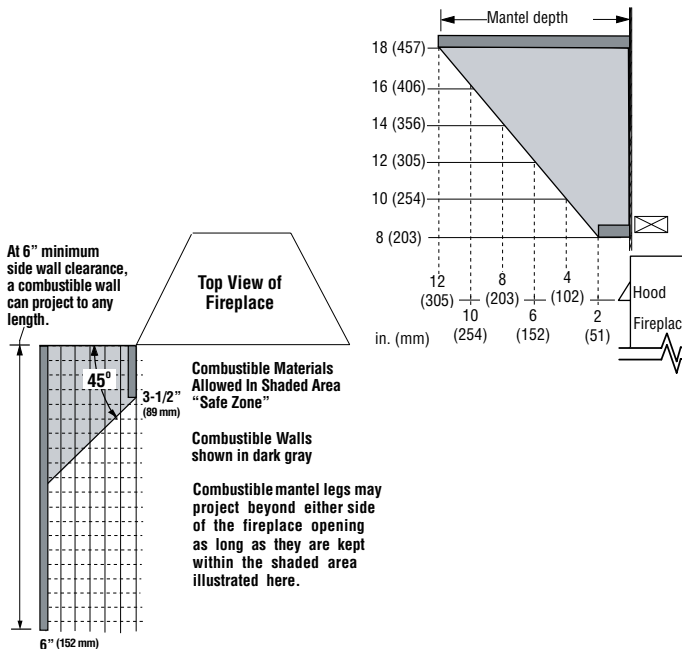 Mantel depth
18 (457)
16 (406)
14 (356)
12 (305)
10 (254)
8 (203)
12
(305)
10
(254)
8
(203)
6
(152)
4
(102)
2
(51)
in. (mm)
Hood
Fireplac
At 6” minimum
side wall clearance,
a combustible wall
can project to any
length.
Top View of
Fireplace
45°
3-1/2”
(89 mm)
6” (152 mm)
Combustible Materials
Allowed In Shaded Area
“Safe Zone”
Combustible Walls
shown in dark gray
Combustible mantel legs may
project beyond either side
of the fireplace opening
as long as they are kept
within the shaded area
illustrated here.